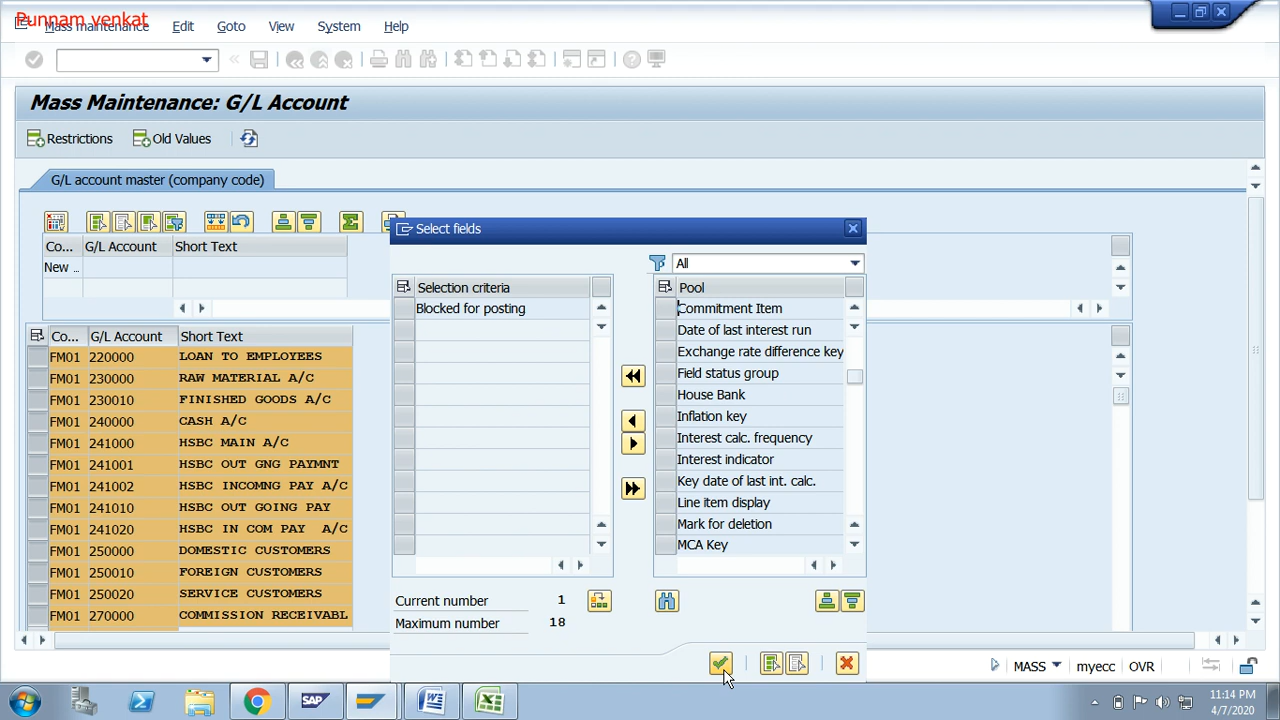 Punnam venkat
Mass maintenance Edit Goto View System Help
Mass Maintenance: G/L Account
Restrictions Old Values
G/L account master (company code)
Co... G/L Account Short Text
New ..
Co... G/L Account Short Text
FM01 220000 LOAN TO EMPLOYEES
FM01 230000 RAW MATERIAL A/C
FM01 230010 FINISHED GOODS A/C
FM01 240000 CASH A/C
FM01 241000 HSBC MAIN A/C
FM01 241001 HSBC OUT GNG PAYMNT
FM01 241002 HSBC INCOMNG PAY A/C
FM01 241010 HSBC OUT GOING PAY
FM01 241020 HSBC IN COM PAY A/C
FM01 250000 DOMESTIC CUSTOMERS
FM01 250010 FOREIGN CUSTOMERS
FM01 250020 SERVICE CUSTOMERS
FM01 270000 COMMISSION RECEIVABL
Select fields
All
Selection criteria
Blocked for posting
Pool
Commitment Item
Date of last interest run
Exchange rate difference key
Field status group
House Bank
Inflation key
Interest calc. frequency
Interest indicator
Key date of last int. calc.
Line item display
Mark for deletion
MCA Key
Current number 1
Maximum number 18
MASS myecc OVR
SAP
11:14 PM
4/7/2020